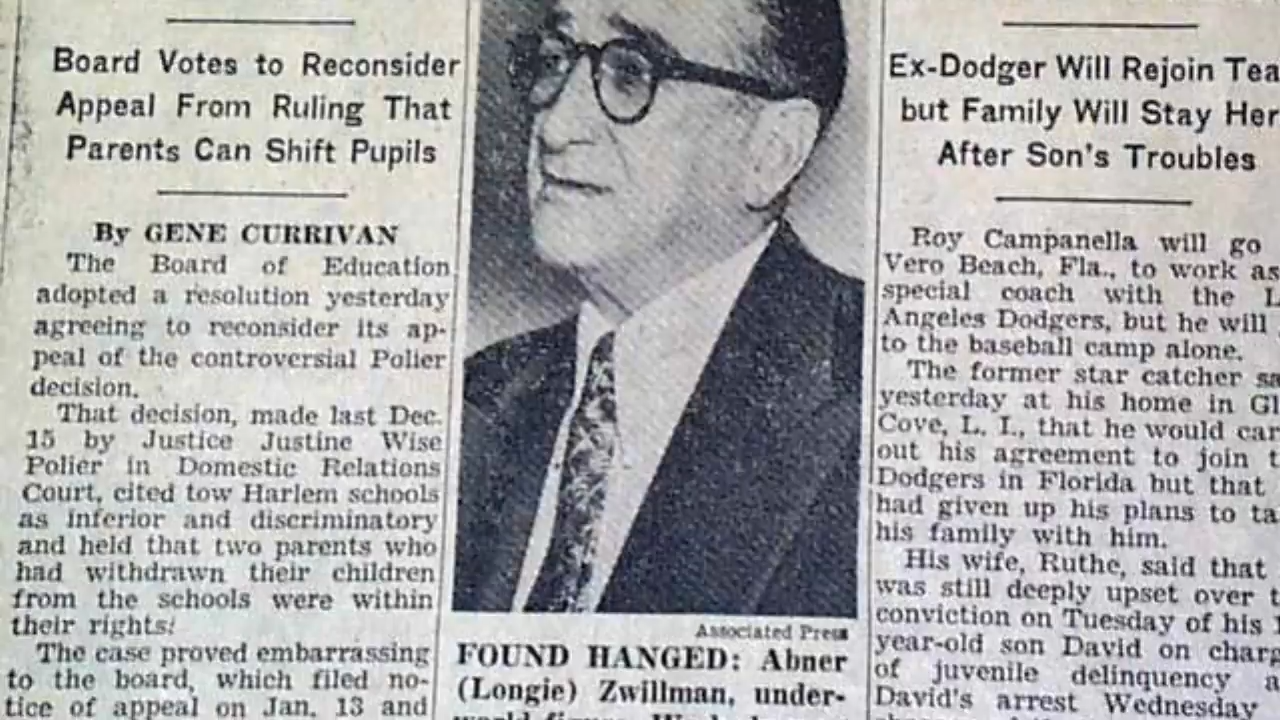 Board Votes to Reconsider
Appeal From Ruling That
Parents Can Shift Pupils
By GENE CURRIVAN
The Board of Education
adopted a resolution yesterday
agreeing to reconsider its ap-
peal of the controversial Polier
decision.
That decision, made last Dec.
15 by Justice Justine Wise
Polier in Domestic Relations
Court, cited tow Harlem schools
as inferior and discriminatory
and held that two parents who
had withdrawn their children
from the schools were within
their rights.
The case proved embarrassing
to the board, which filed no-
tice of appeal on Jan. 13 and
Associated Press
FOUND HANGED: Abner
(Longie) Zwillman, under-
Ex-Dodger Will Rejoin Tea
but Family Will Stay Her
After Son's Troubles
Roy Campanella will go
Vero Beach, Fla., to work as
special coach with the L
Angeles Dodgers, but he will
to the baseball camp alone.
The former star catcher sa
yesterday at his home in Gl
Cove, L. I., that he would car
out his agreement to join t
Dodgers in Florida but that
had given up his plans to ta
his family with him.
His wife, Ruthe, said that
was still deeply upset over t
conviction on Tuesday of his 1
year-old son David on charg
of juvenile delinquency a
David's arrest Wednesday